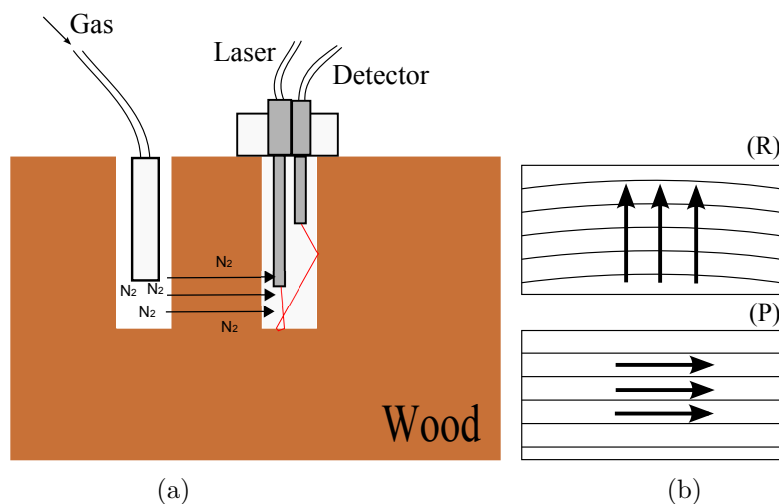 Gas
Laser
Detector
N2
N2 N2
N2
N2
Wood
(a)
(R)
(P)
(b)